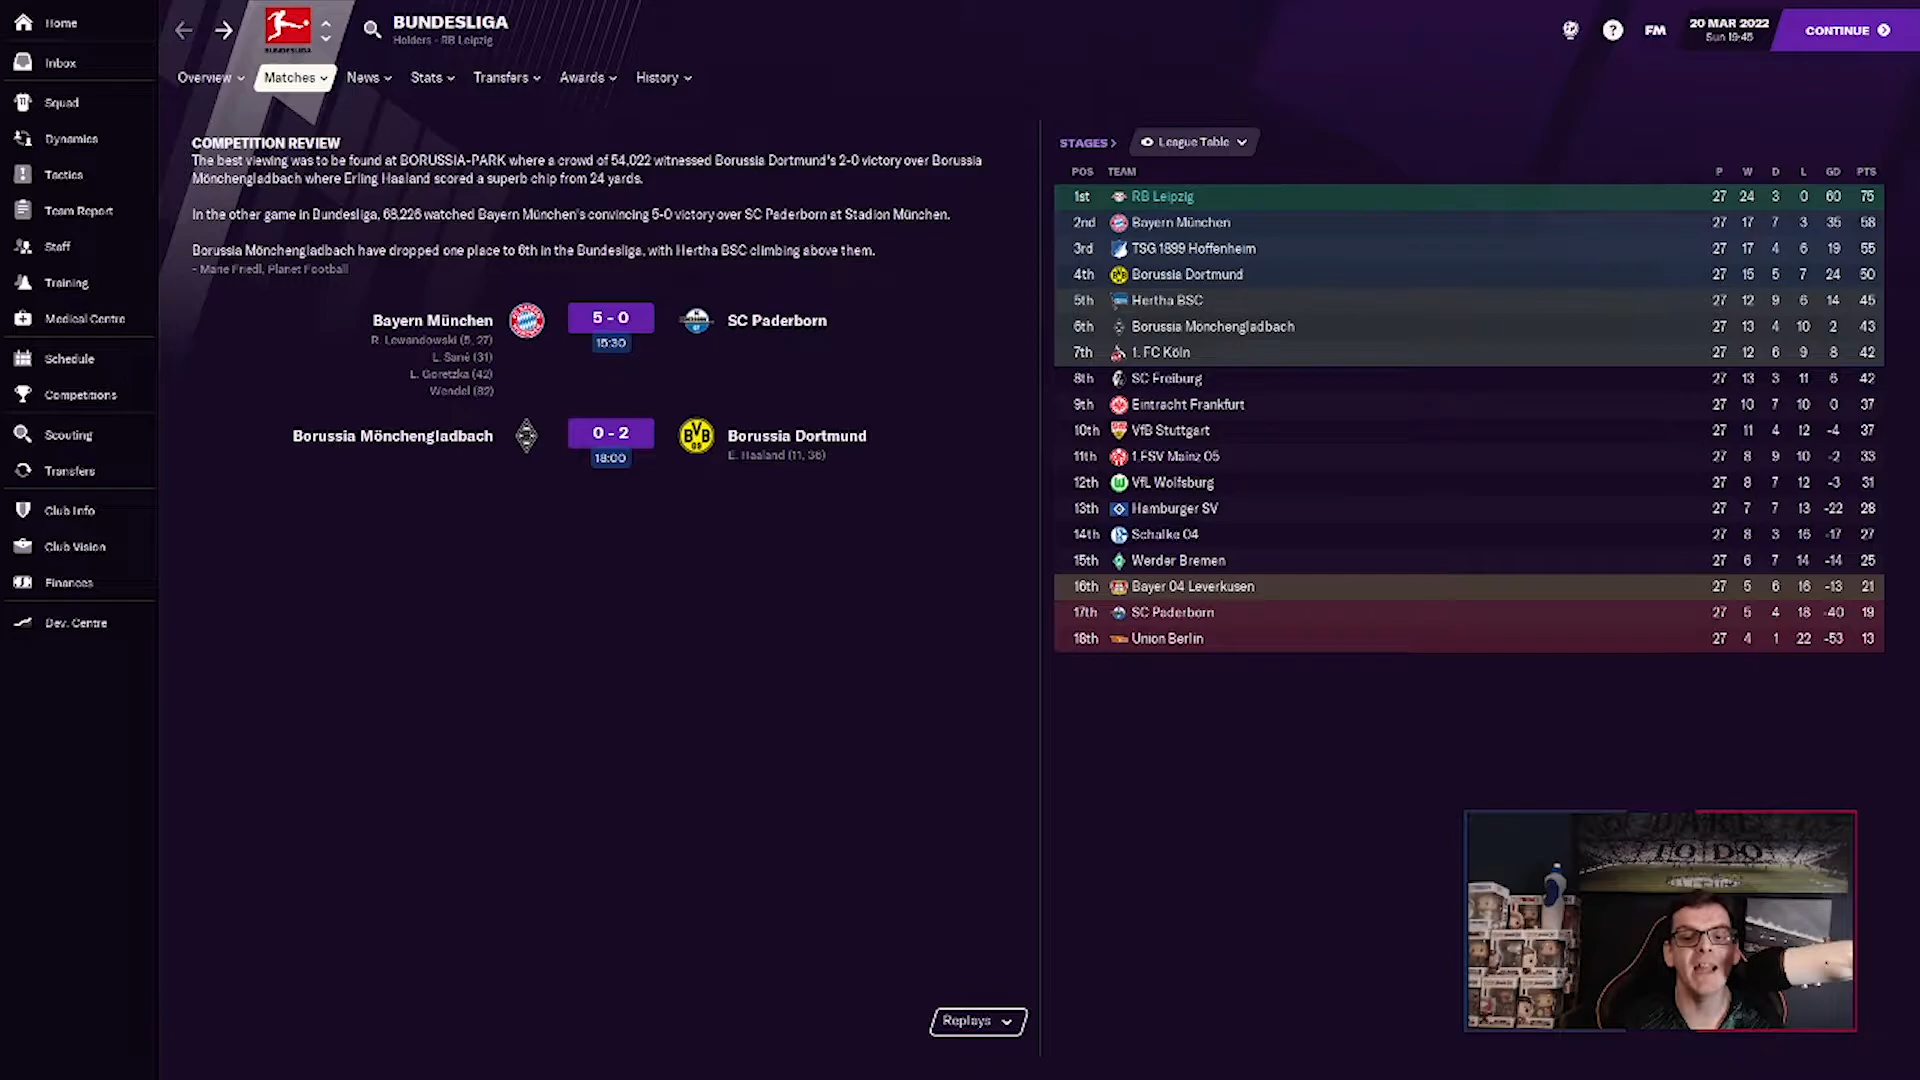 Home
Inbox
Squad
Dynamics
Tactics
Team Report
Staff
Training
Medical Centre
Schedule
Competitions
Scouting
Transfers
Club Info
Club Vision
Finances
Dev. Centre
BUNDESLIGA
BUNDESLIGA
Holders - RB Leipzig
FM
20 MAR 2022
Sun 19:45
CONTINUE
Overview
Matches
News
Stats
Transfers
Awards
History
COMPETITION REVIEW
The best viewing was to be found at BORUSSIA-PARK where a crowd of 54,022 witnessed Borussia Dortmund's 2-0 victory over Borussia
Mönchengladbach where Erling Haaland scored a superb chip from 24 yards.
In the other game in Bundesliga, 68,226 watched Bayern München's convincing 5-0 victory over SC Paderborn at Stadion München.
Borussia Mönchengladbach have dropped one place to 6th in the Bundesliga, with Hertha BSC climbing above them.
- Marie Friedl, Planet Football
Bayern München 5 - 0 SC Paderborn
15:30
R. Lewandowski (5, 27)
L. Sané (31)
L. Goretzka (42)
Wendel (82)
Borussia Mönchengladbach 0 - 2 Borussia Dortmund
BVB 09
18:00
E. Haaland (11, 36)
Replays
STAGES > League Table
POS TEAM P W D L GD PTS
1st RB Leipzig 27 24 3 0 60 75
2nd Bayern München 27 17 7 3 35 58
3rd TSG 1899 Hoffenheim 27 17 4 6 19 55
4th Borussia Dortmund 27 15 5 7 24 50
5th Hertha BSC 27 12 9 6 14 45
6th Borussia Mönchengladbach 27 13 4 10 2 43
7th 1. FC Köln 27 12 6 9 8 42
8th SC Freiburg 27 13 3 11 6 42
9th Eintracht Frankfurt 27 10 7 10 0 37
10th VfB Stuttgart 27 11 4 12 -4 37
11th 1.FSV Mainz 05 27 8 9 10 -2 33
12th VfL Wolfsburg 27 8 7 12 -3 31
13th Hamburger SV 27 7 7 13 -22 28
14th Schalke 04 27 8 3 16 -17 27
15th Werder Bremen 27 6 7 14 -14 25
16th Bayer 04 Leverkusen 27 5 6 16 -13 21
17th SC Paderborn 27 5 4 18 -40 19
18th Union Berlin 27 4 1 22 -53 13
TO DO